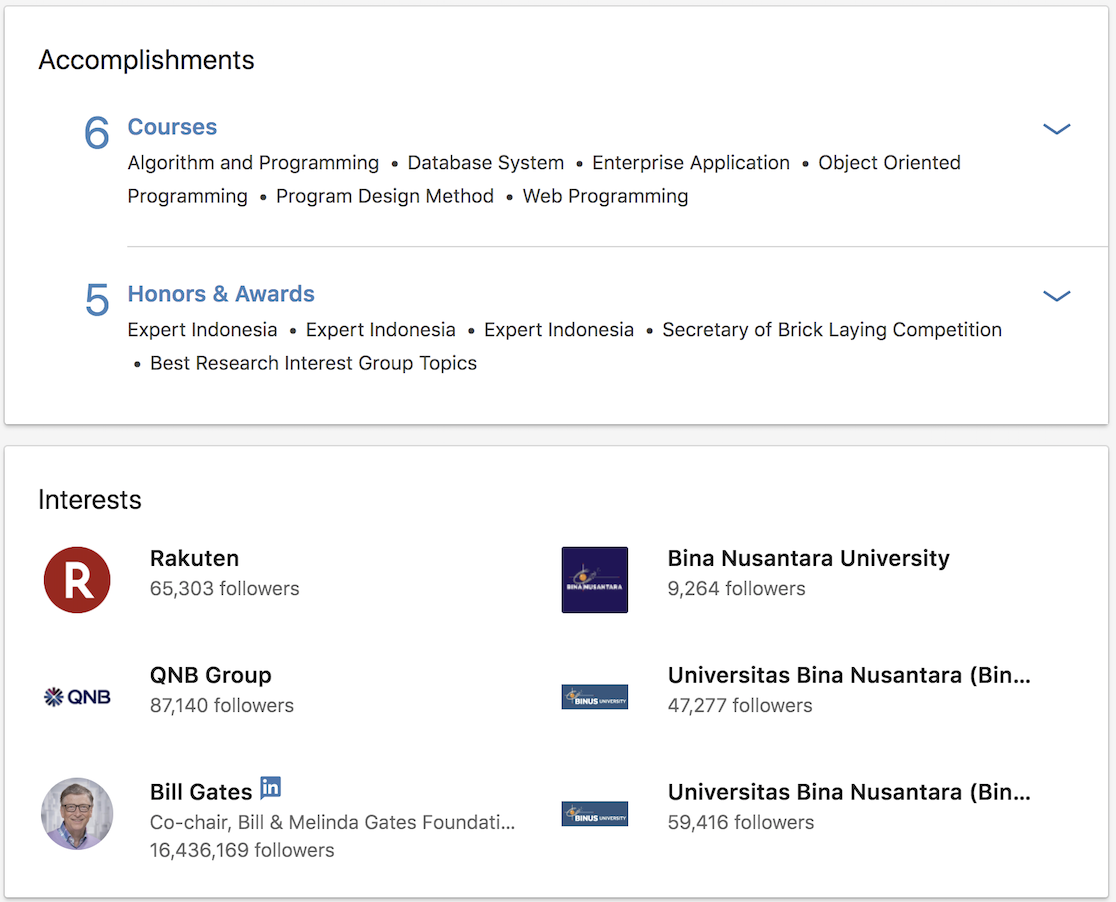 Accomplishments
6 Courses
Algorithm and Programming • Database System • Enterprise Application • Object Oriented
Programming • Program Design Method • Web Programming
5 Honors & Awards
Expert Indonesia • Expert Indonesia • Expert Indonesia • Secretary of Brick Laying Competition
• Best Research Interest Group Topics
Interests
R
Rakuten
65,303 followers
BINA NUSANTARA
Bina Nusantara University
9,264 followers
QNB
QNB Group
87,140 followers
BINUS UNIVERSITY
Universitas Bina Nusantara (Bin...
47,277 followers
Bill Gates in
Co-chair, Bill & Melinda Gates Foundati...
16,436,169 followers
BINUS UNIVERSITY
Universitas Bina Nusantara (Bin...
59,416 followers